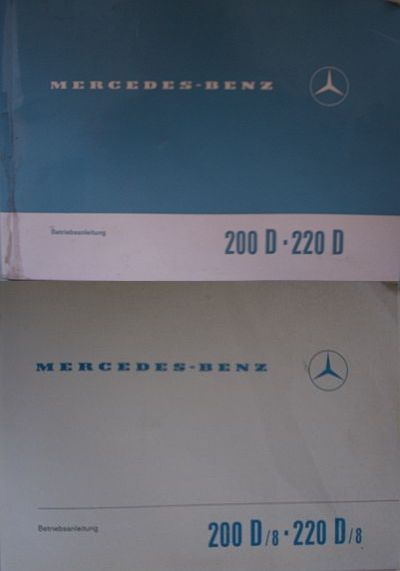 MERCEDES-BENZ
Betriebsanleitung
200 D · 220 D
MERCEDES-BENZ
Betriebsanleitung
200 D/8 · 220 D/8